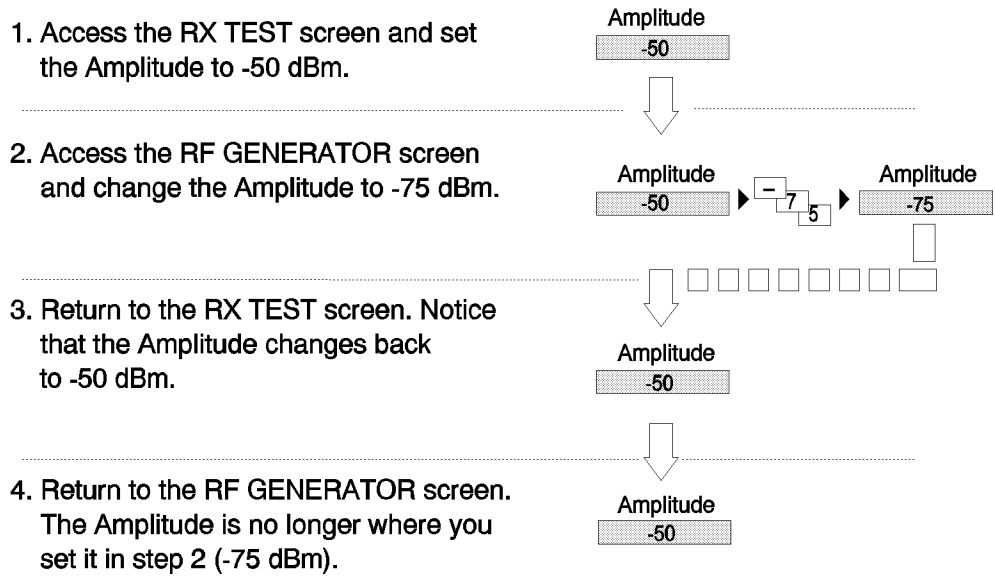 1. Access the RX TEST screen and set
the Amplitude to -50 dBm.
Amplitude
-50
2. Access the RF GENERATOR screen
and change the Amplitude to -75 dBm.
Amplitude
-50
–
7
5
Amplitude
-75
3. Return to the RX TEST screen. Notice
that the Amplitude changes back
to -50 dBm.
Amplitude
-50
4. Return to the RF GENERATOR screen.
The Amplitude is no longer where you
set it in step 2 (-75 dBm).
Amplitude
-50